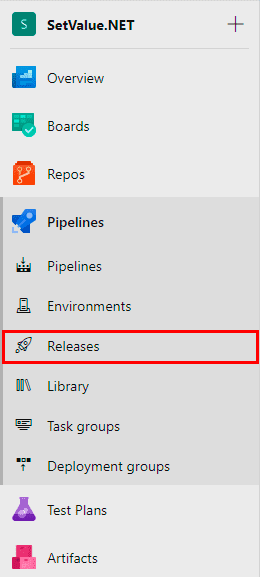 S SetValue.NET
Overview
Boards
Repos
Pipelines
Pipelines
Environments
Releases
Library
Task groups
Deployment groups
Test Plans
Artifacts